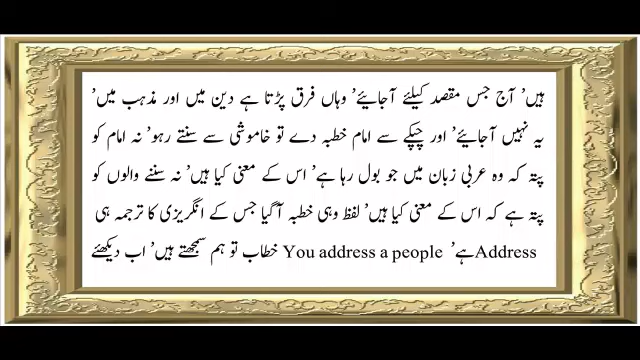 ہیں’ آج جس مقصد کیلئے آجائیے’ وہاں فرق پڑتا ہے دین میں اور مذہب میں’
یہ نہیں آجائیے’ اور چپکے سے امام خطبہ دے تو خاموشی سے سنتے رہو’ نہ امام کو
پتہ کہ وہ عربی زبان میں جو بول رہا ہے’ اس کے معنی کیا ہیں’ نہ سننے والوں کو
پتہ ہے کہ اس کے معنی کیا ہیں’ لفظ وہی خطبہ آگیا جس کے انگریزی کا ترجمہ ہی
Address ہے’ You address a people خطاب تو ہم سمجھتے ہیں’ اب دیکھئے